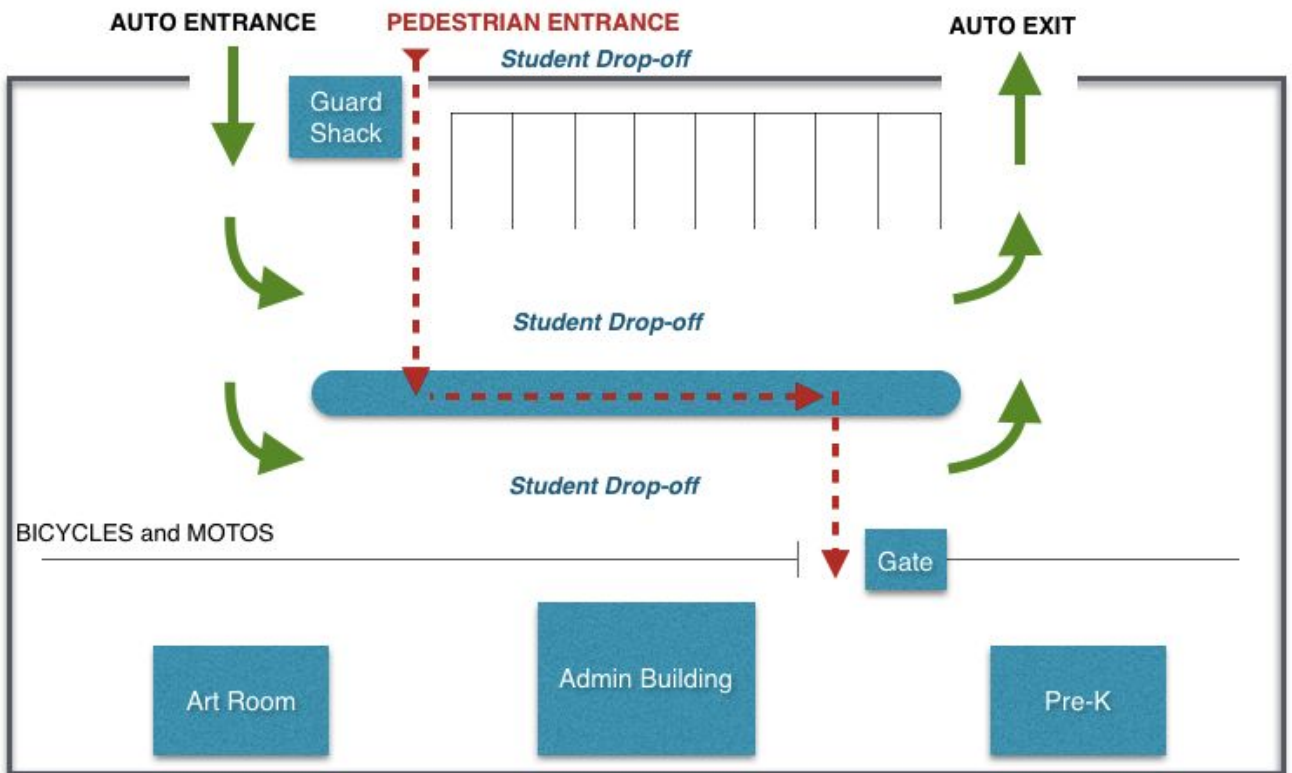 AUTO ENTRANCE
PEDESTRIAN ENTRANCE
AUTO EXIT
Student Drop-off
Guard
Shack
Student Drop-off
Student Drop-off
BICYCLES and MOTOS
Gate
Admin Building
Art Room
Pre-K